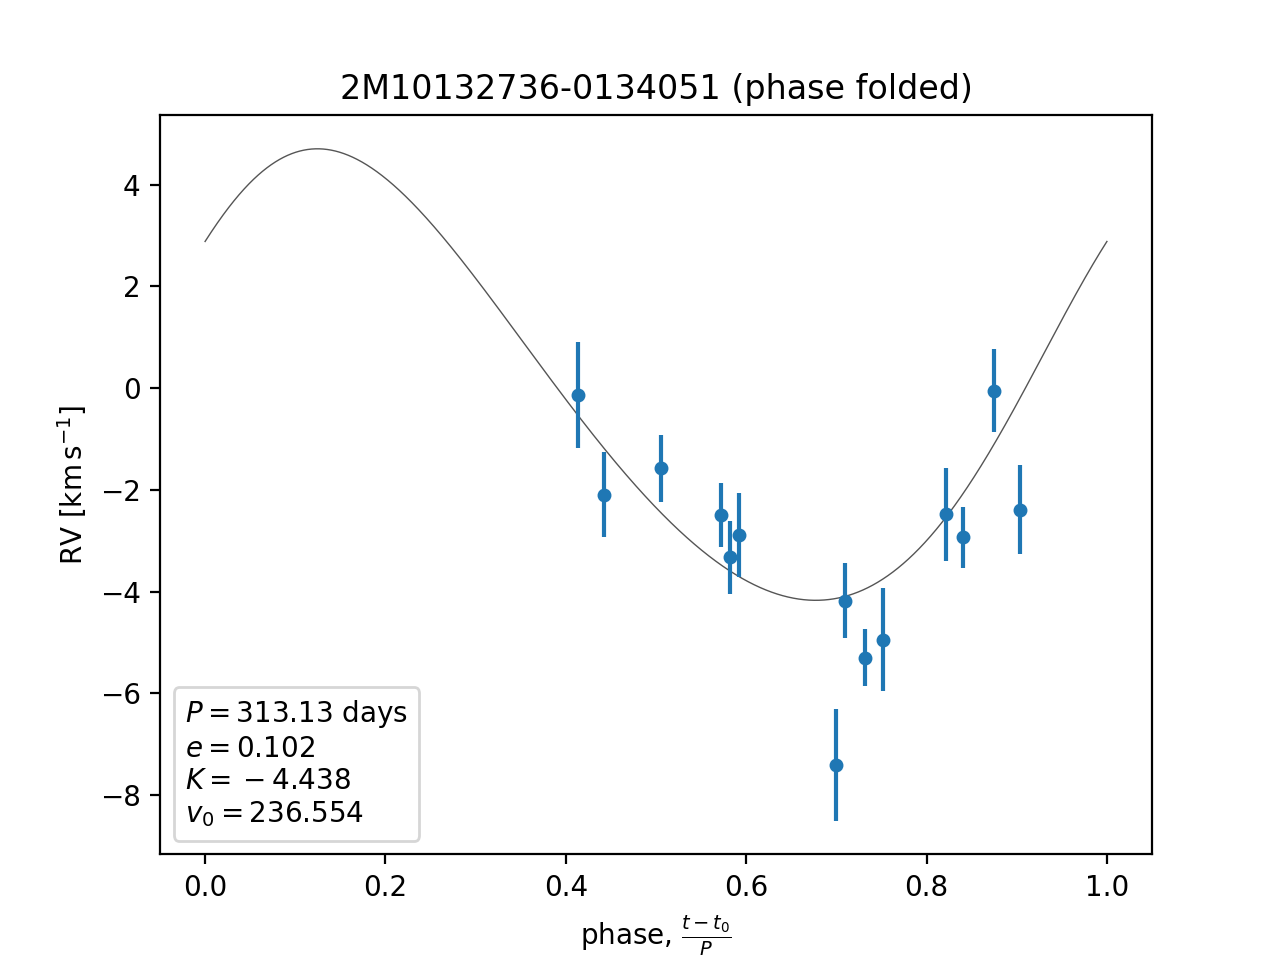 2M10132736-0134051 (phase folded)
RV [km s⁻¹]
4
2
0
−2
−4
−6
−8
P = 313.13 days
e = 0.102
K = −4.438
v₀ = 236.554
0.0 0.2 0.4 0.6 0.8 1.0
phase, (t − t₀)/P